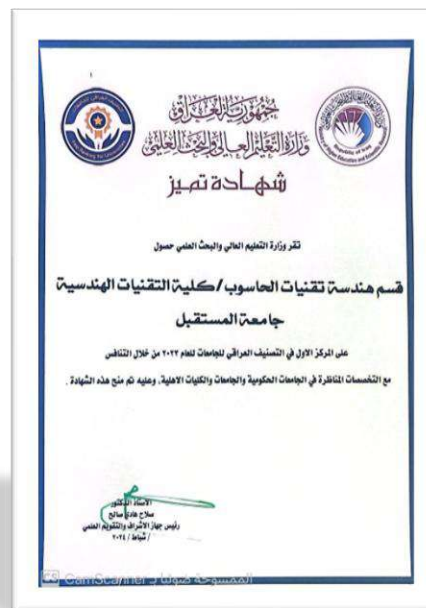 جمهورية العراق
وزارة التعليم العالي والبحث العلمي
شهادة تميز
تقر وزارة التعليم العالي والبحث العلمي حصول
قسم هندسة تقنيات الحاسوب/كلية التقنيات الهندسية
جامعة المستقبل
على المركز الاول في التصنيف العراقي للجامعات للعام ٢٠٢٣ من خلال التنافس
مع التخصصات المناظرة في الجامعات الحكومية والجامعات والكليات الاهلية، وعليه تم منح هذه الشهادة .
الاستاذ الدكتور
صلاح هادي صالح
رئيس جهاز الاشراف والتقويم العلمي
/ شباط / ٢٠٢٤
CS CamScanner الممسوحة ضوئيا بـ